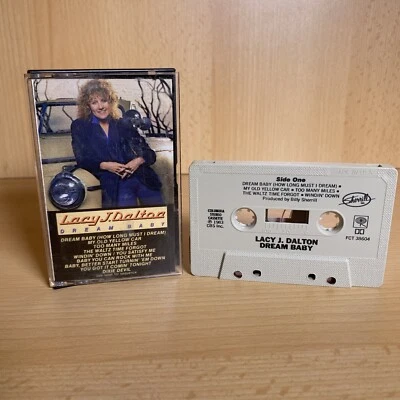 Lacy J. Dalton
DREAM BABY
DREAM BABY (HOW LONG MUST I DREAM)
MY OLD YELLOW CAR
TOO MANY MILES
THE WALTZ TIME FORGOT
WINDIN' DOWN / YOU SATISFY ME
BABY YOU CAN ROCK WITH ME
BABY, BETTER START TURNIN' 'EM DOWN
YOU GOT IT COMIN' TONIGHT
DIXIE DEVIL
Side One
DREAM BABY (HOW LONG MUST I DREAM) •
MY OLD YELLOW CAR • TOO MANY MILES •
THE WALTZ TIME FORGOT • WINDIN' DOWN
Produced by Billy Sherrill
Sherrill
COLUMBIA
STEREO
CASSETTE
℗ 1983
CBS Inc.
FCT 38604
LACY J. DALTON
DREAM BABY